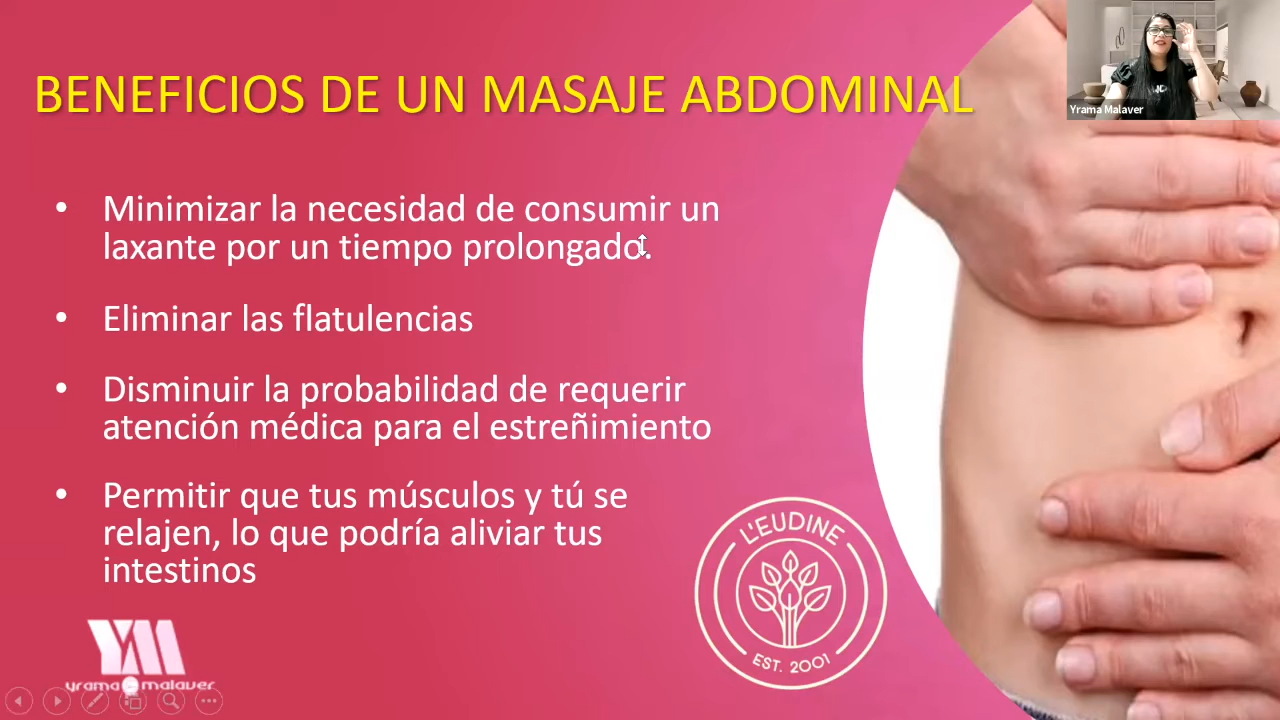 BENEFICIOS DE UN MASAJE ABDOMINAL
Yrama Malaver
• Minimizar la necesidad de consumir un
laxante por un tiempo prolongado.
• Eliminar las flatulencias
• Disminuir la probabilidad de requerir
atención médica para el estreñimiento
• Permitir que tus músculos y tú se
relajen, lo que podría aliviar tus
intestinos
L'EUDINE
EST. 2001
YM
yrama malaver